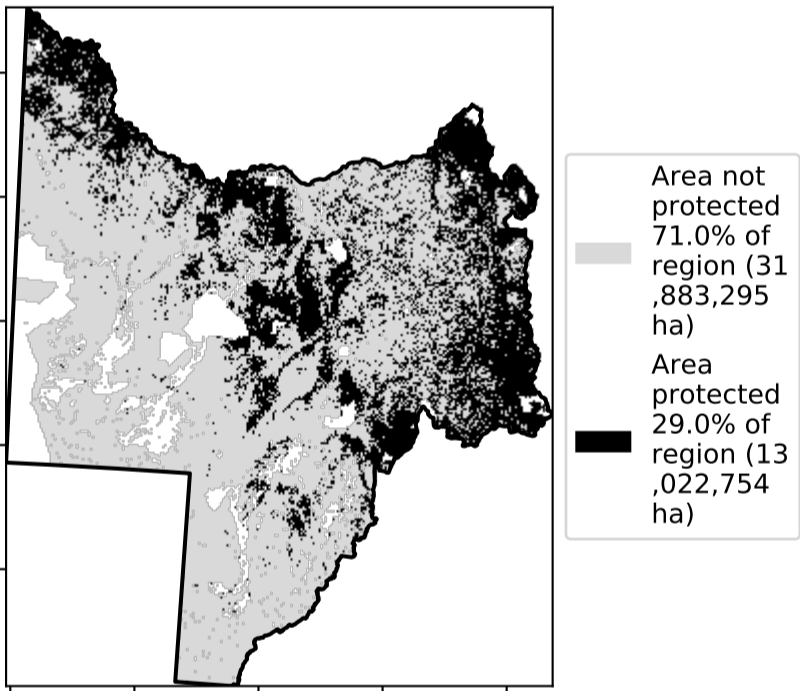 Area not
protected
71.0% of
region (31
,883,295
ha)
Area
protected
29.0% of
region (13
,022,754
ha)